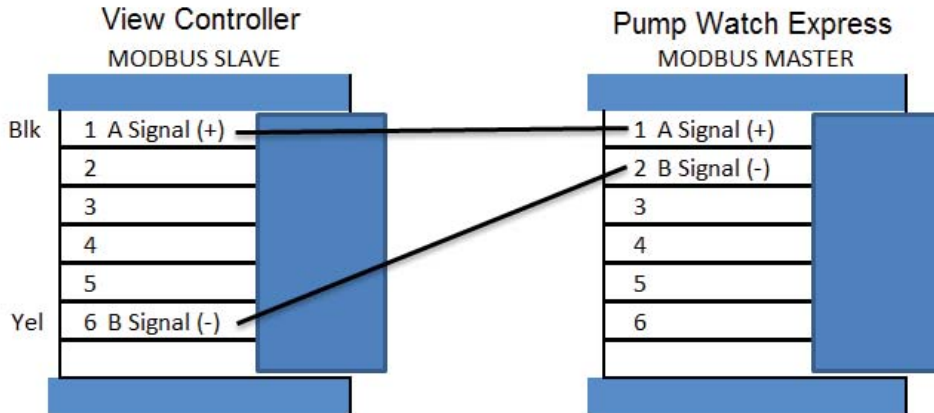 View Controller
MODBUS SLAVE
Blk
1 A Signal (+)
2
3
4
5
Yel
6 B Signal (-)
Pump Watch Express
MODBUS MASTER
1 A Signal (+)
2 B Signal (-)
3
4
5
6